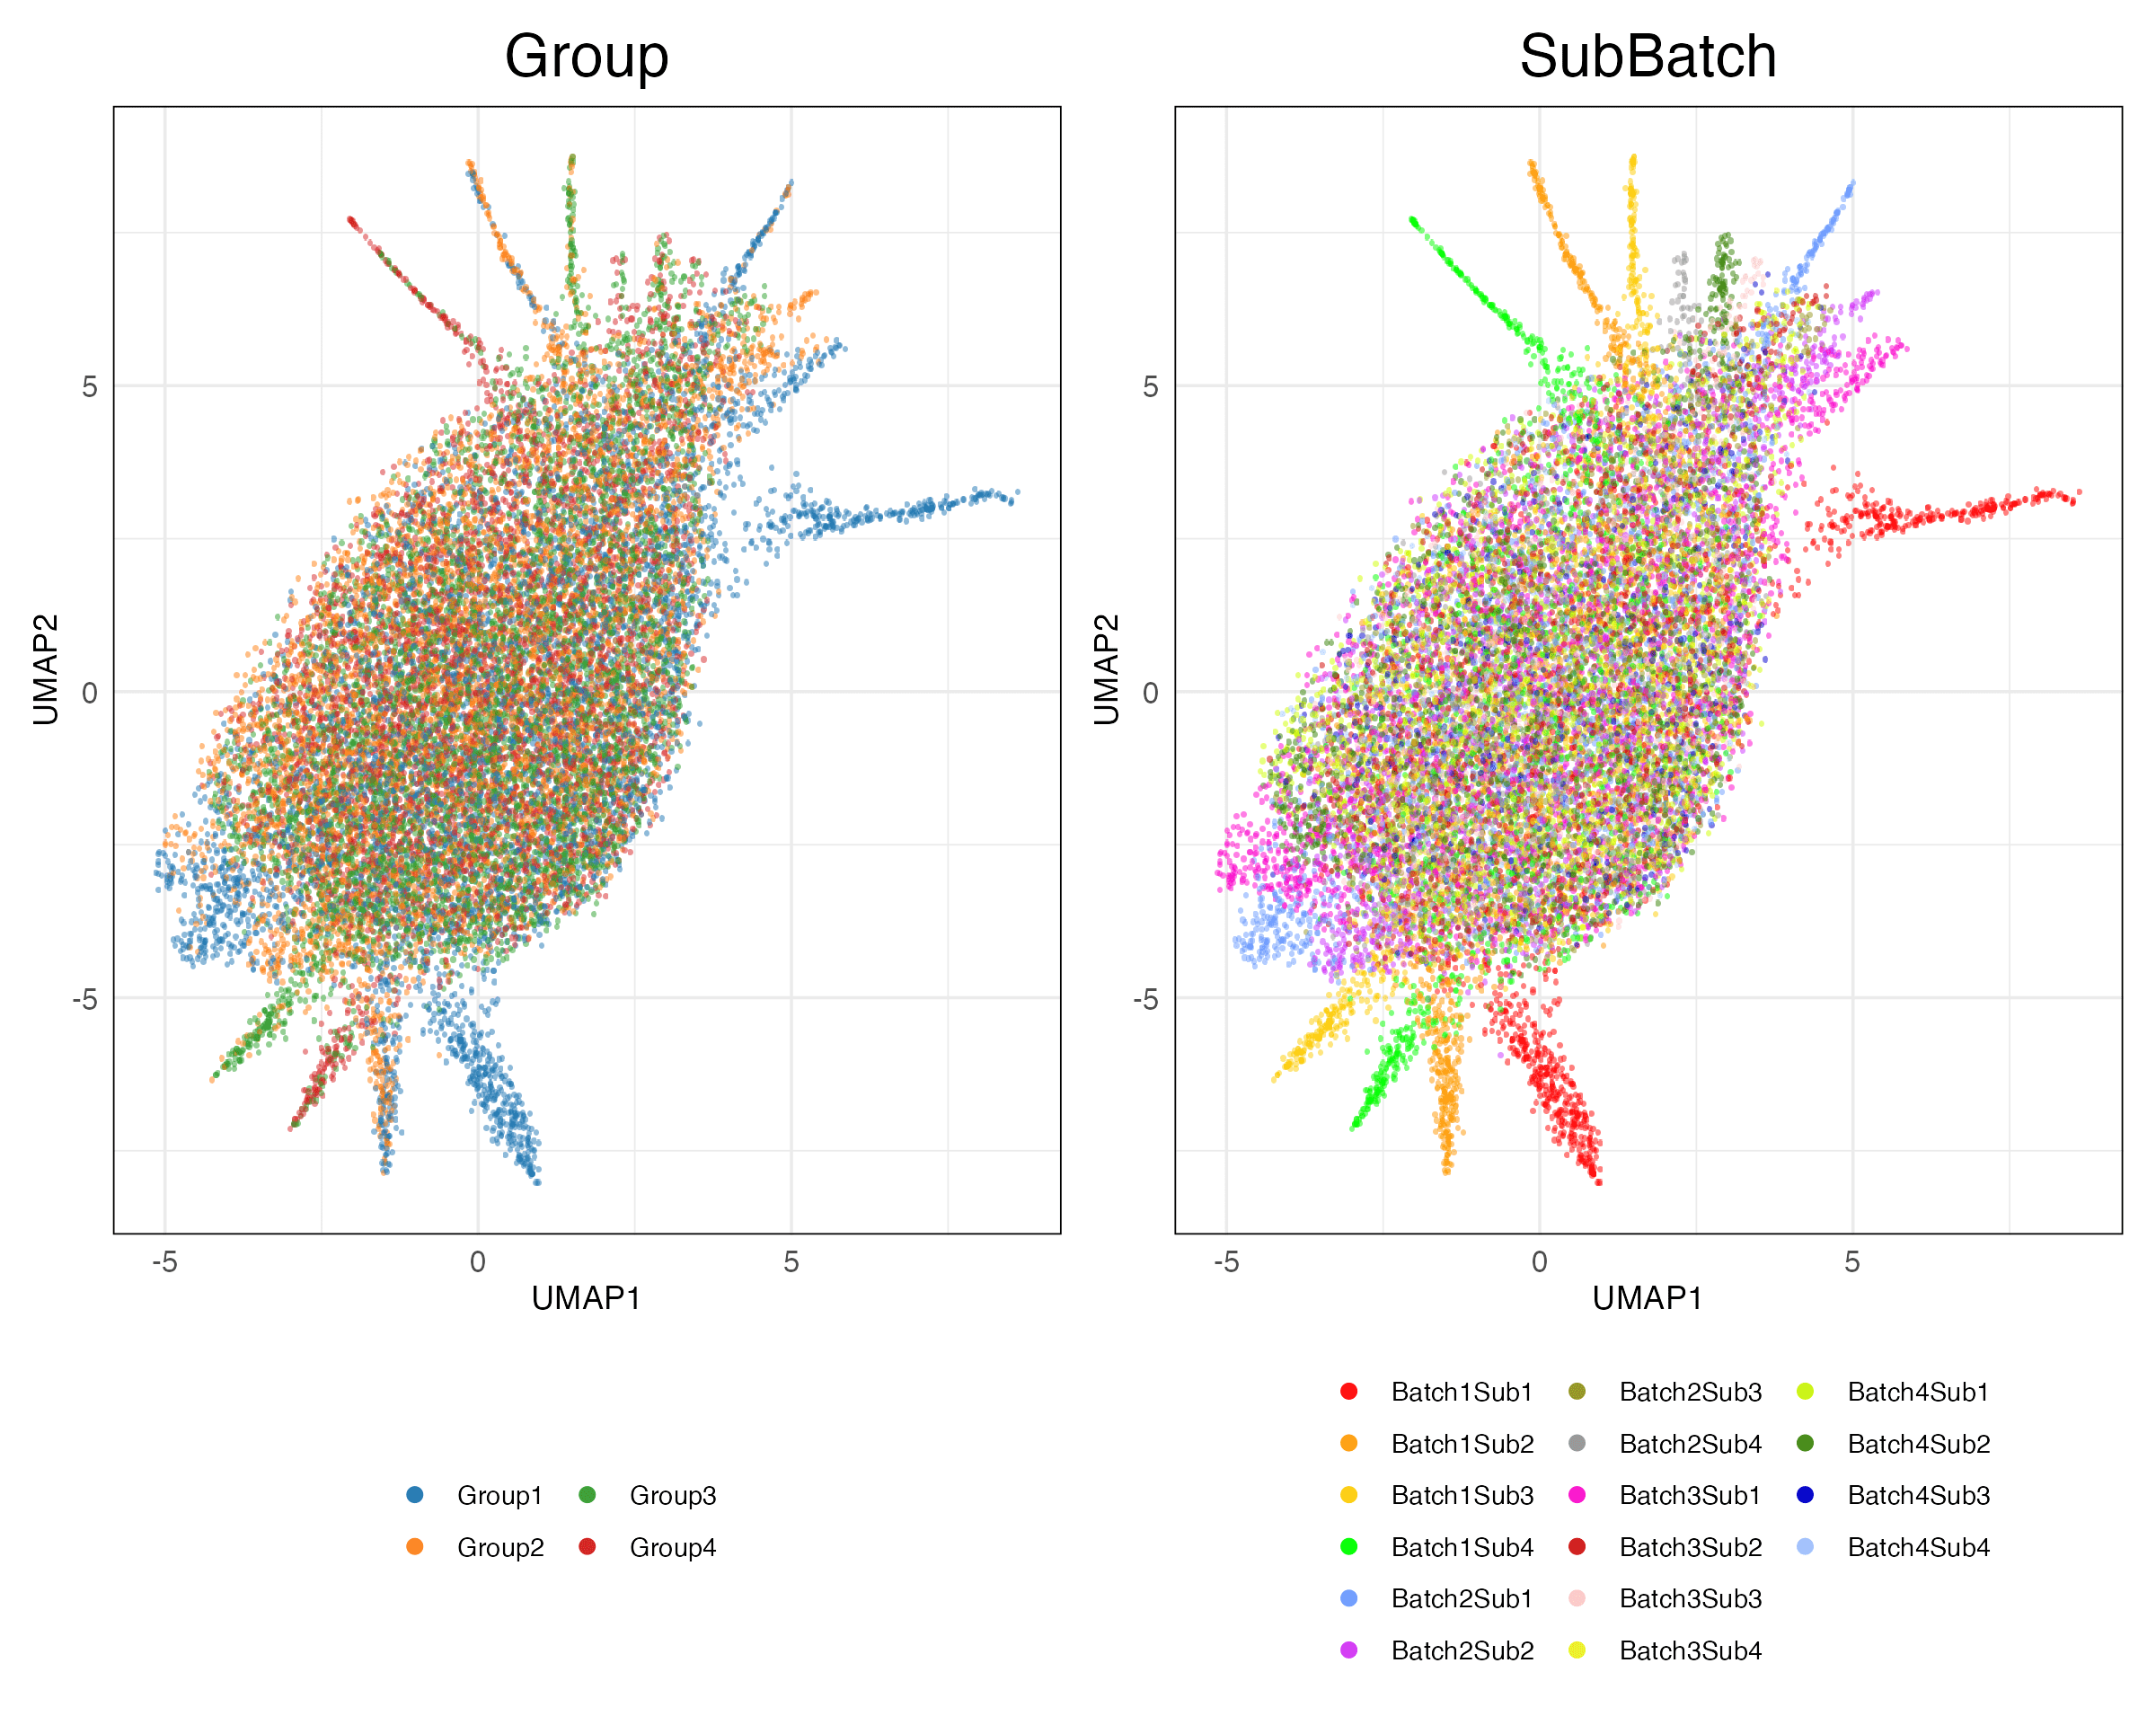 Group
SubBatch
UMAP2
5
0
-5
-5
0
5
UMAP1
UMAP2
5
0
-5
-5
0
5
UMAP1
Group1
Group3
Group2
Group4
Batch1Sub1
Batch2Sub3
Batch4Sub1
Batch1Sub2
Batch2Sub4
Batch4Sub2
Batch1Sub3
Batch3Sub1
Batch4Sub3
Batch1Sub4
Batch3Sub2
Batch4Sub4
Batch2Sub1
Batch3Sub3
Batch2Sub2
Batch3Sub4